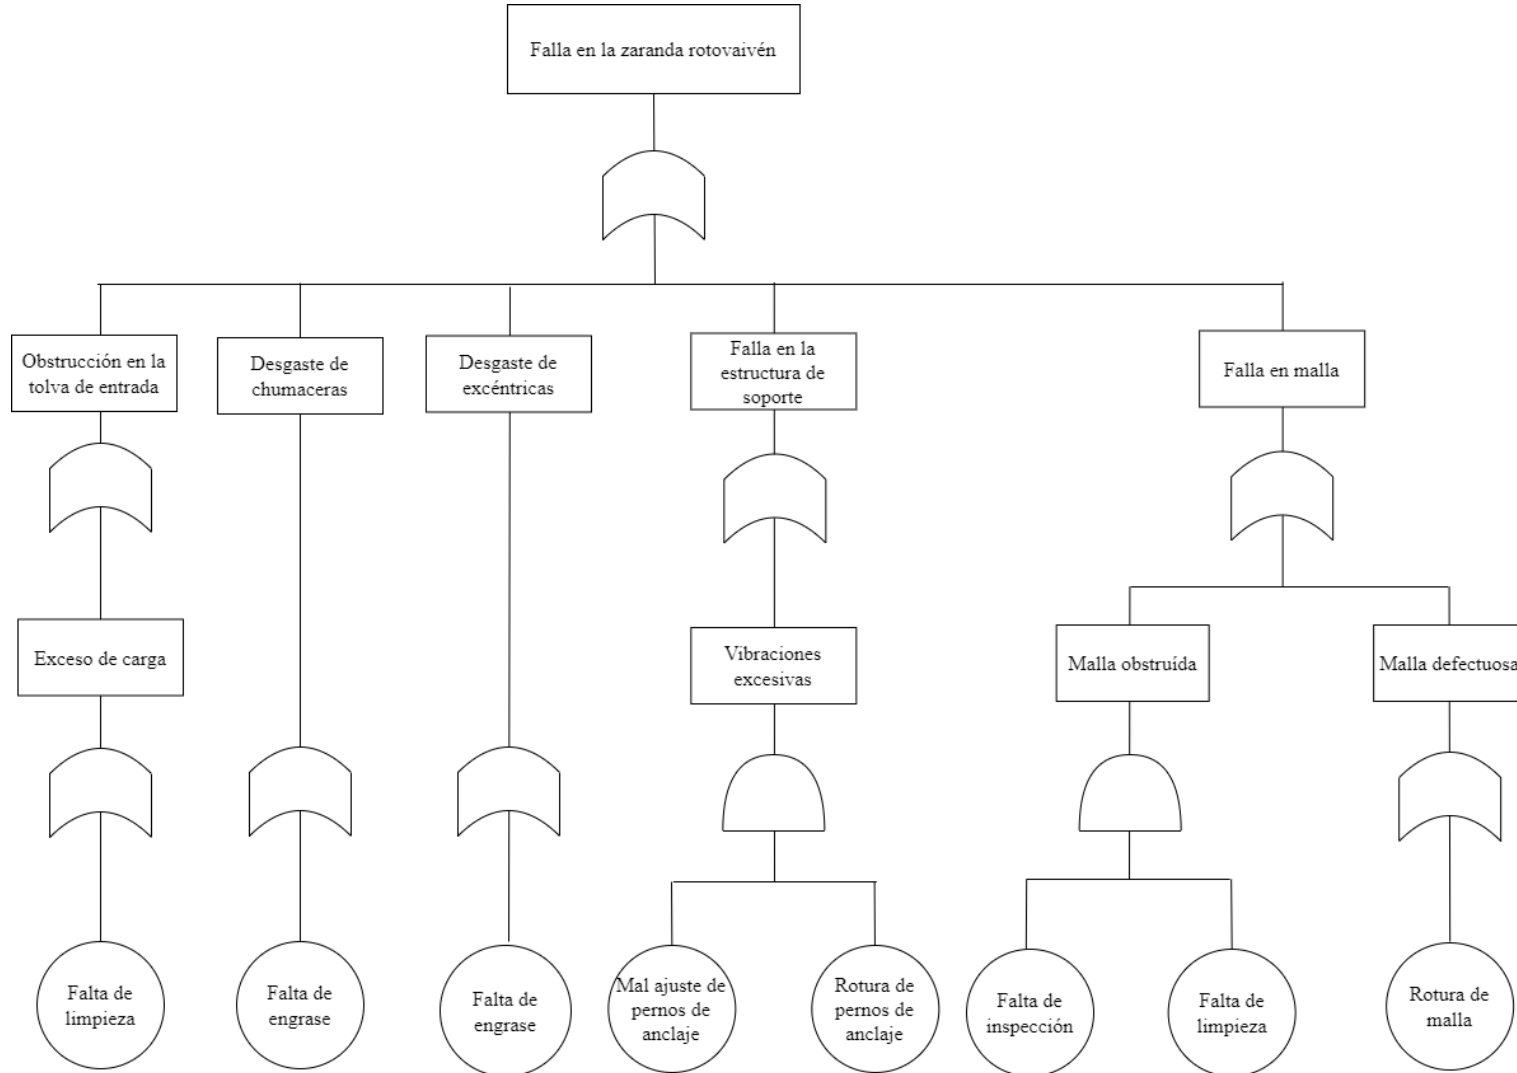 Falla en la zaranda rotovaivén
Obstrucción en la
tolva de entrada
Desgaste de
chumaceras
Desgaste de
excéntricas
Falla en la
estructura de
soporte
Falla en malla
Exceso de carga
Vibraciones
excesivas
Malla obstruída
Malla defectuosa
Falta de
limpieza
Falta de
engrase
Falta de
engrase
Mal ajuste de
pernos de
anclaje
Rotura de
pernos de
anclaje
Falta de
inspección
Falta de
limpieza
Rotura de
malla